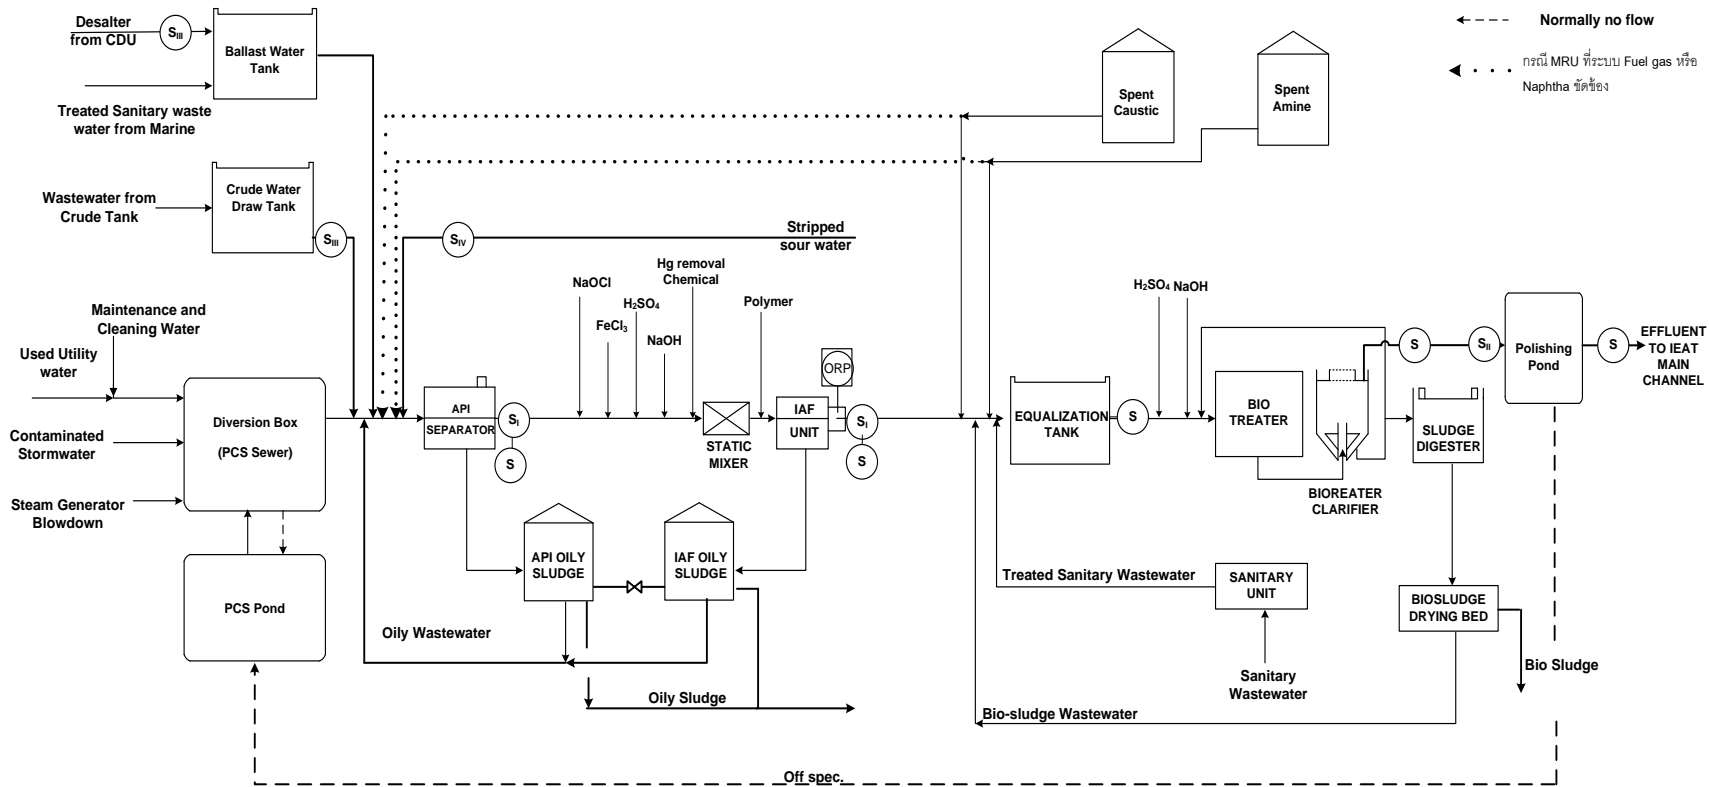 Desalter
from CDU
S III
Ballast Water
Tank
Treated Sanitary waste
water from Marine
Wastewater from
Crude Tank
Crude Water
Draw Tank
S III
Maintenance and
Cleaning Water
Used Utility
water
Contaminated
Stormwater
Steam Generator
Blowdown
Diversion Box
(PCS Sewer)
PCS Pond
S IV
Stripped
sour water
API
SEPARATOR
S I
S
NaOCl
FeCl₃
H₂SO₄
NaOH
Hg removal
Chemical
STATIC
MIXER
Polymer
ORP
IAF
UNIT
S I
S
API OILY
SLUDGE
IAF OILY
SLUDGE
Oily Wastewater
Oily Sludge
Spent
Caustic
Spent
Amine
Normally no flow
กรณี MRU ที่ระบบ Fuel gas หรือ
Naphtha ขัดข้อง
EQUALIZATION
TANK
S
H₂SO₄
NaOH
BIO
TREATER
BIOREATER
CLARIFIER
SLUDGE
DIGESTER
S
S II
Polishing
Pond
S
EFFLUENT
TO IEAT
MAIN
CHANNEL
Treated Sanitary Wastewater
SANITARY
UNIT
Sanitary
Wastewater
BIOSLUDGE
DRYING BED
Bio Sludge
Bio-sludge Wastewater
Off spec.